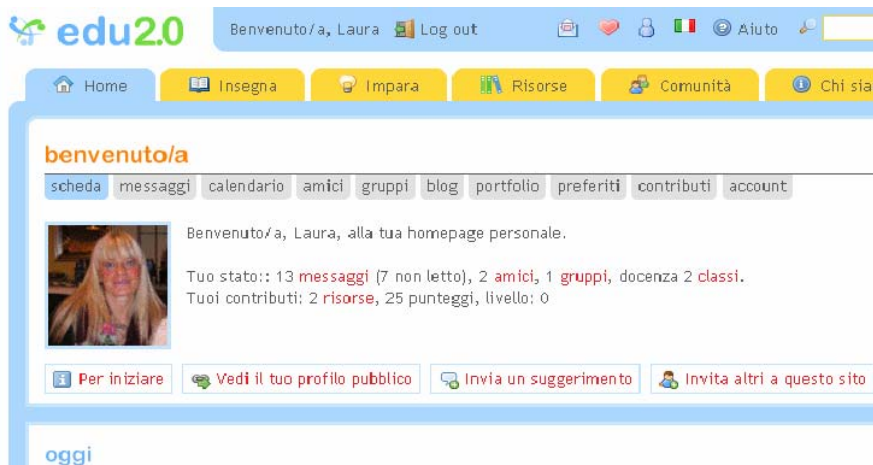 edu2.0
Benvenuto/a, Laura Log out Aiuto
Home Insegna Impara Risorse Comunità Chi sia
benvenuto/a
scheda messaggi calendario amici gruppi blog portfolio preferiti contributi account
Benvenuto/a, Laura, alla tua homepage personale.
Tuo stato:: 13 messaggi (7 non letto), 2 amici, 1 gruppi, docenza 2 classi.
Tuoi contributi: 2 risorse, 25 punteggi, livello: 0
Per iniziare Vedi il tuo profilo pubblico Invia un suggerimento Invita altri a questo sito
oggi